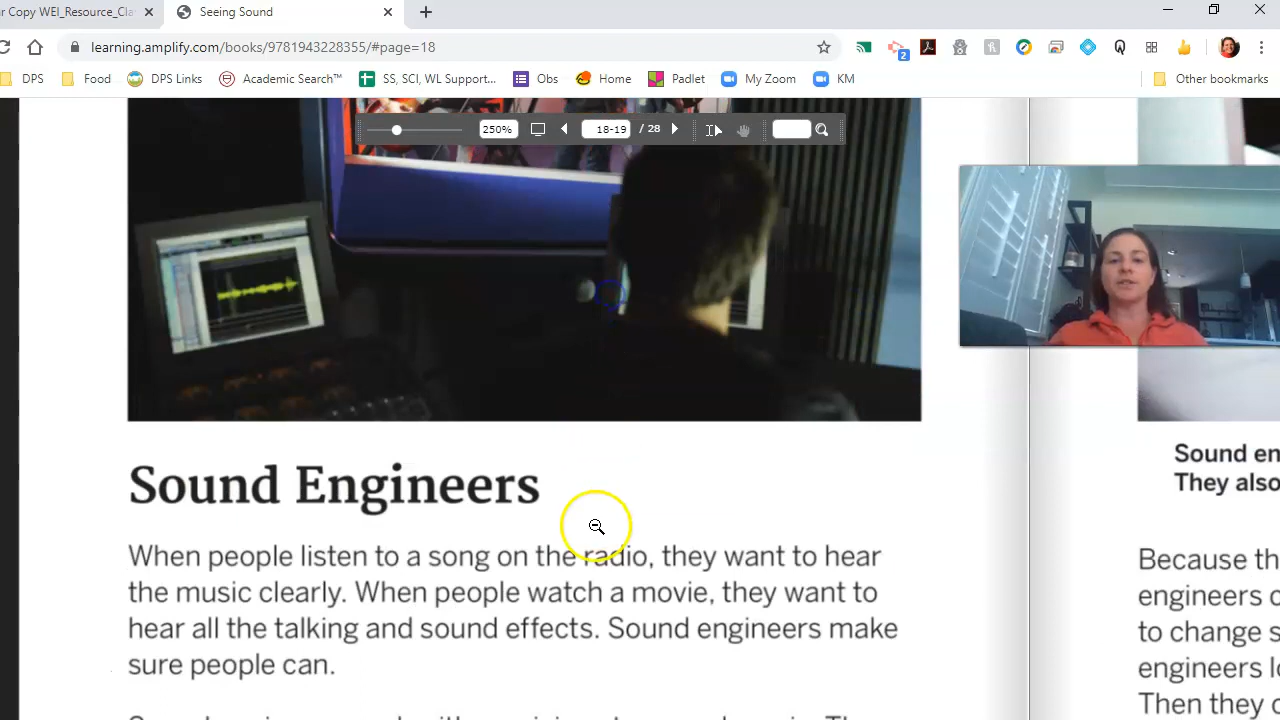 ar Copy WEI_Resource_Cla
Seeing Sound
learning.amplify.com/books/9781943228355/#page=18
2
DPS
Food
DPS Links
Academic Search™
SS, SCI, WL Support...
Obs
Home
Padlet
My Zoom
KM
Other bookmarks
250%
18-19 / 28
Sound Engineers
When people listen to a song on the radio, they want to hear
the music clearly. When people watch a movie, they want to
hear all the talking and sound effects. Sound engineers make
sure people can.
Sound en
They also
Because th
engineers c
to change s
engineers lo
Then they c